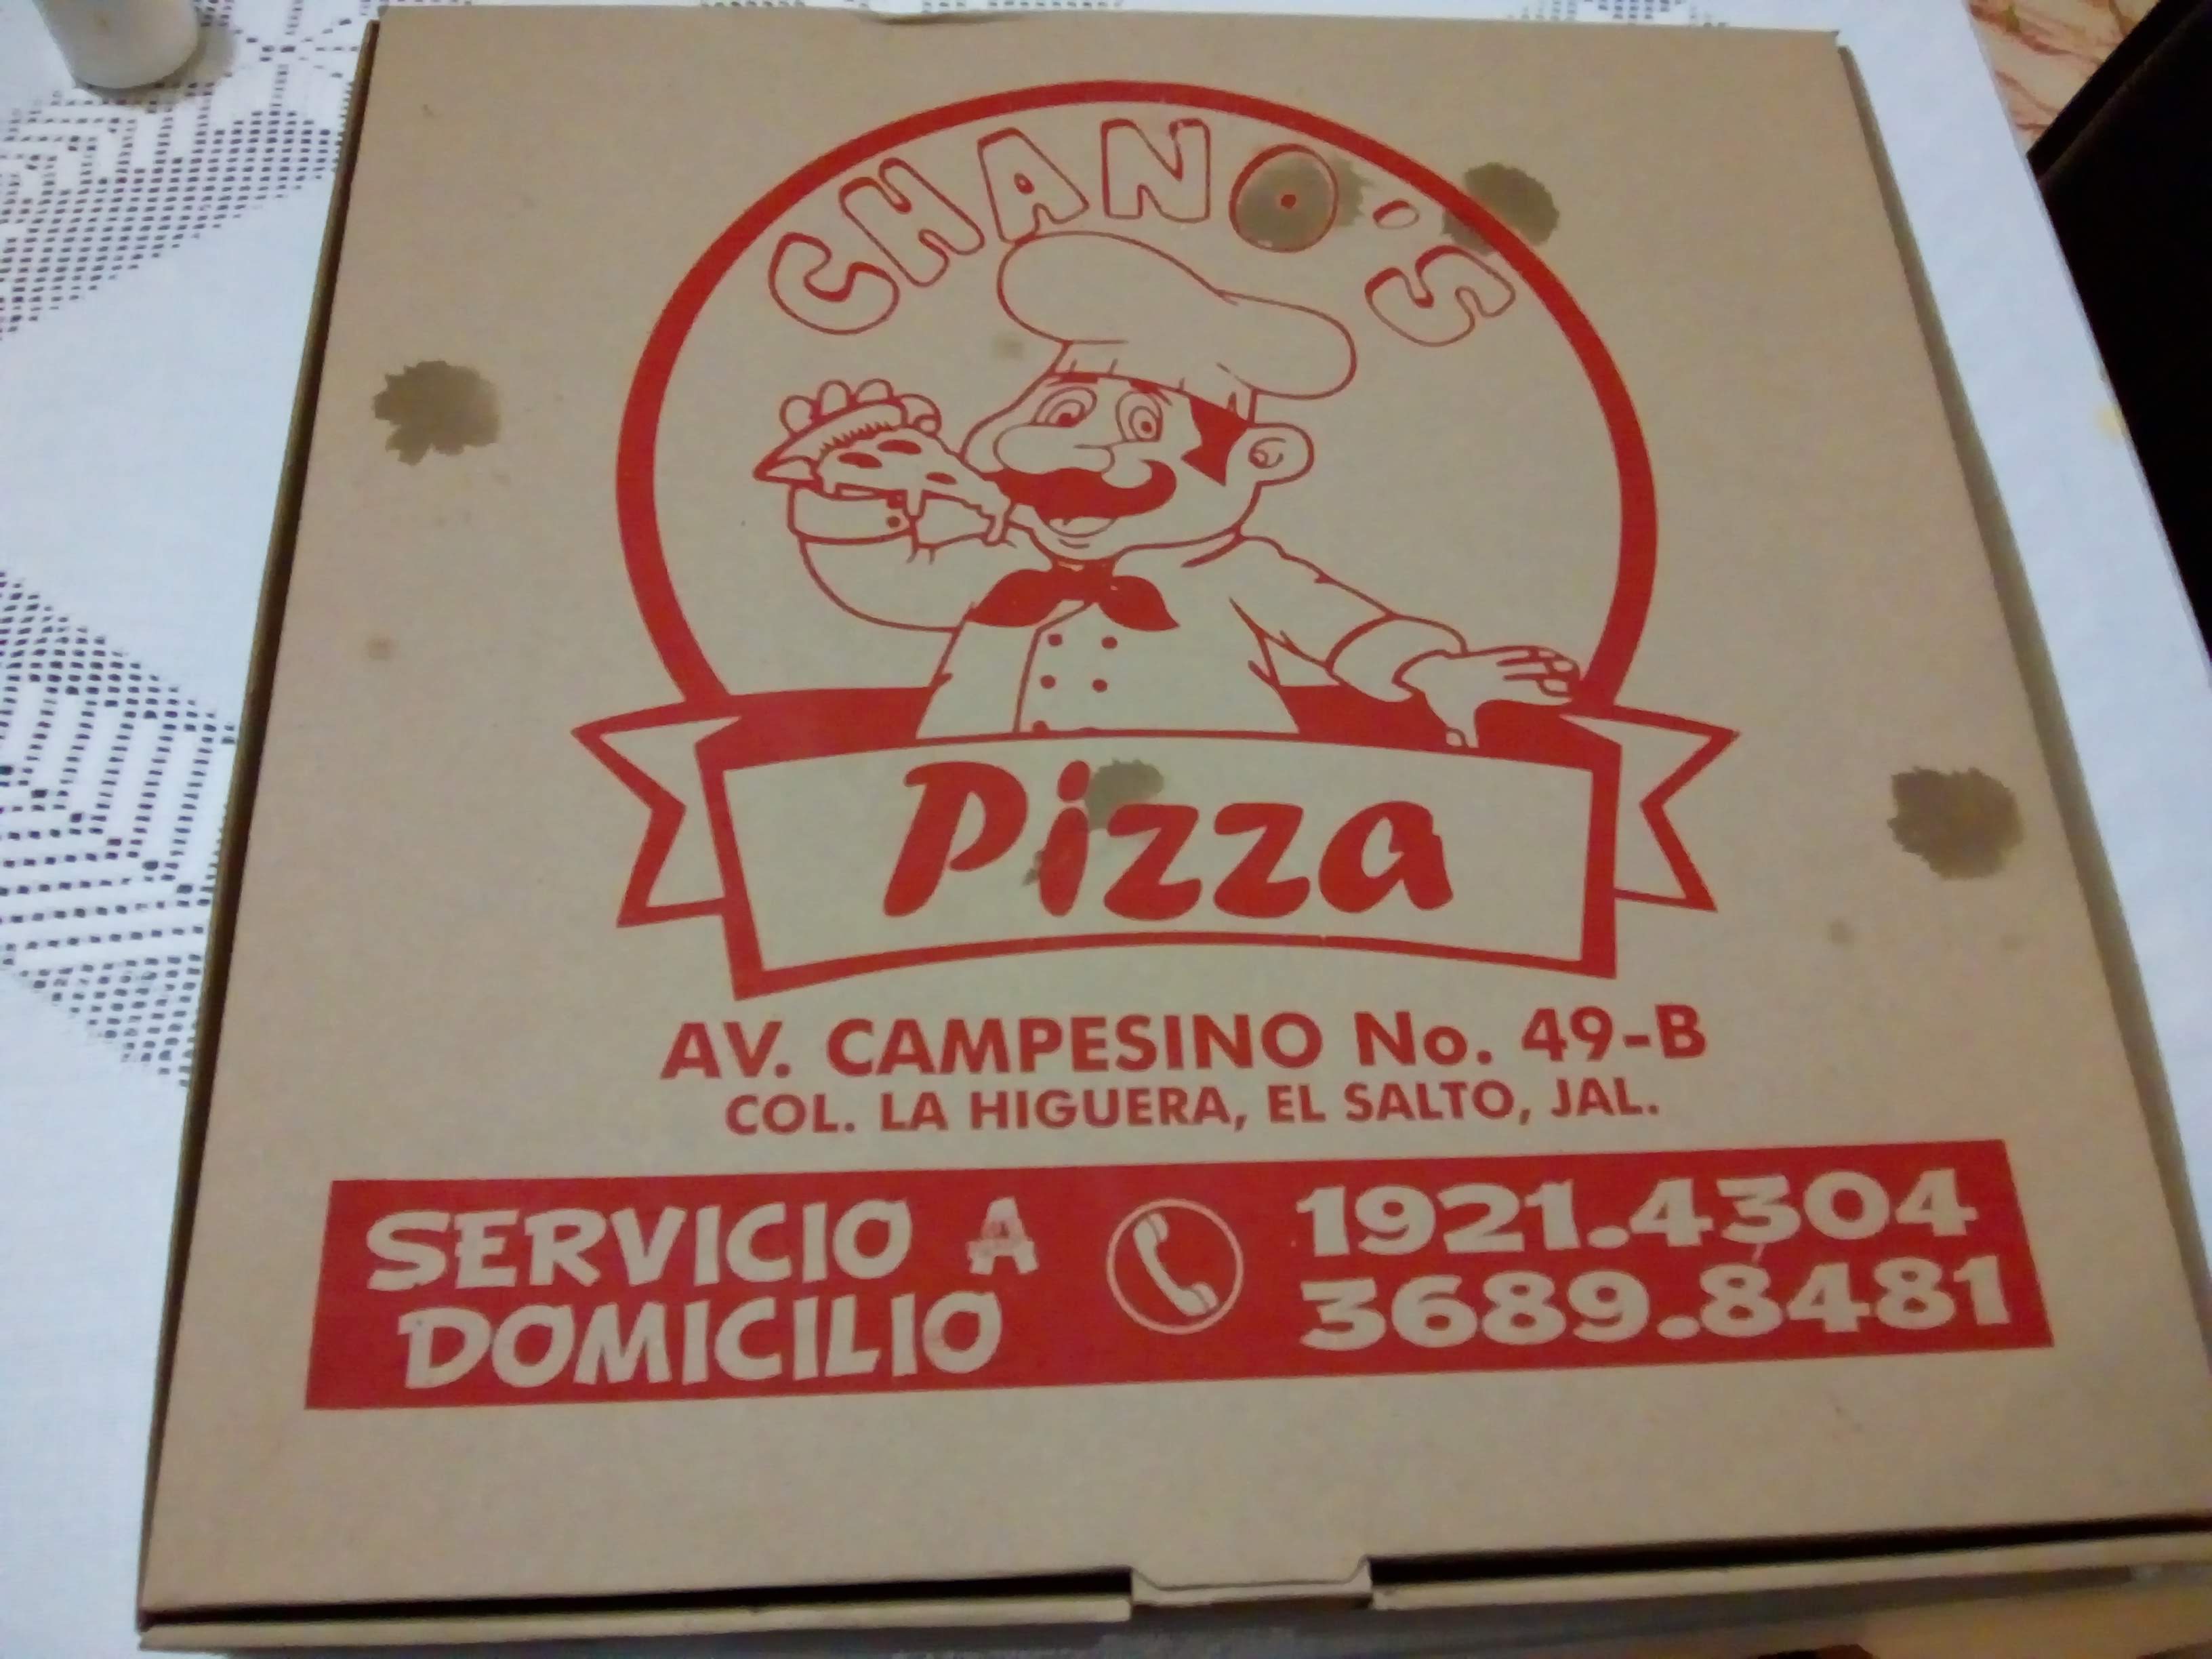 CHANO'S
Pizza
AV. CAMPESINO No. 49-B
COL. LA HIGUERA, EL SALTO, JAL.
SERVICIO A
DOMICILIO
1921.4304
3689.8481